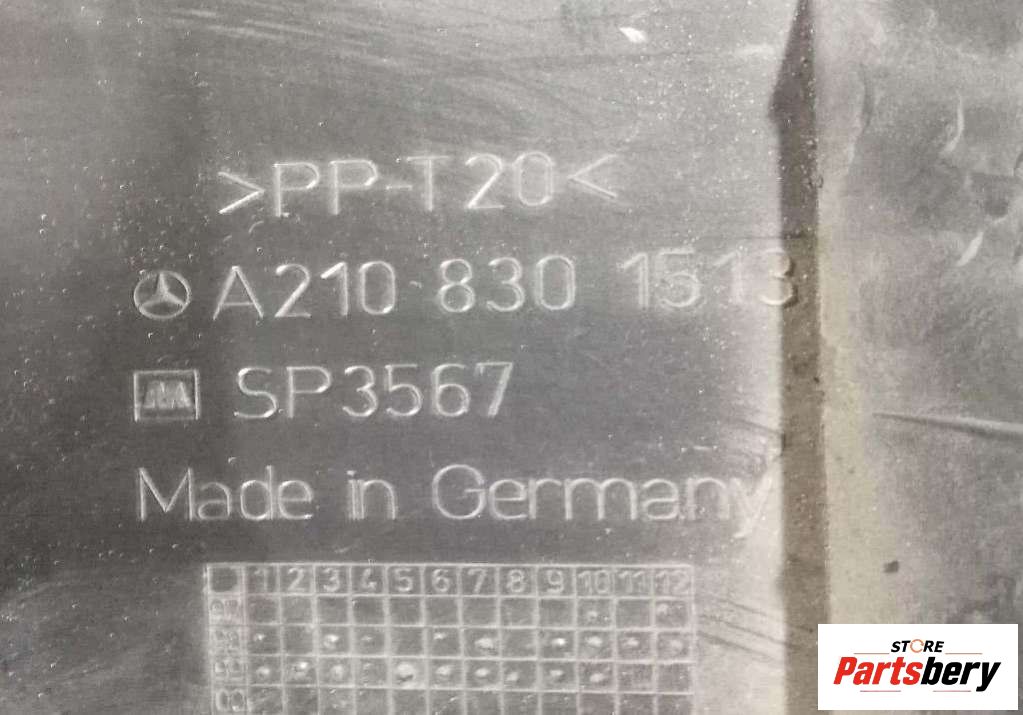 >PP-T20<
A210 830 1513
SP3567
Made in Germany
1 2 3 4 5 6 7 8 9 10 11 12
STORE
Partsbery